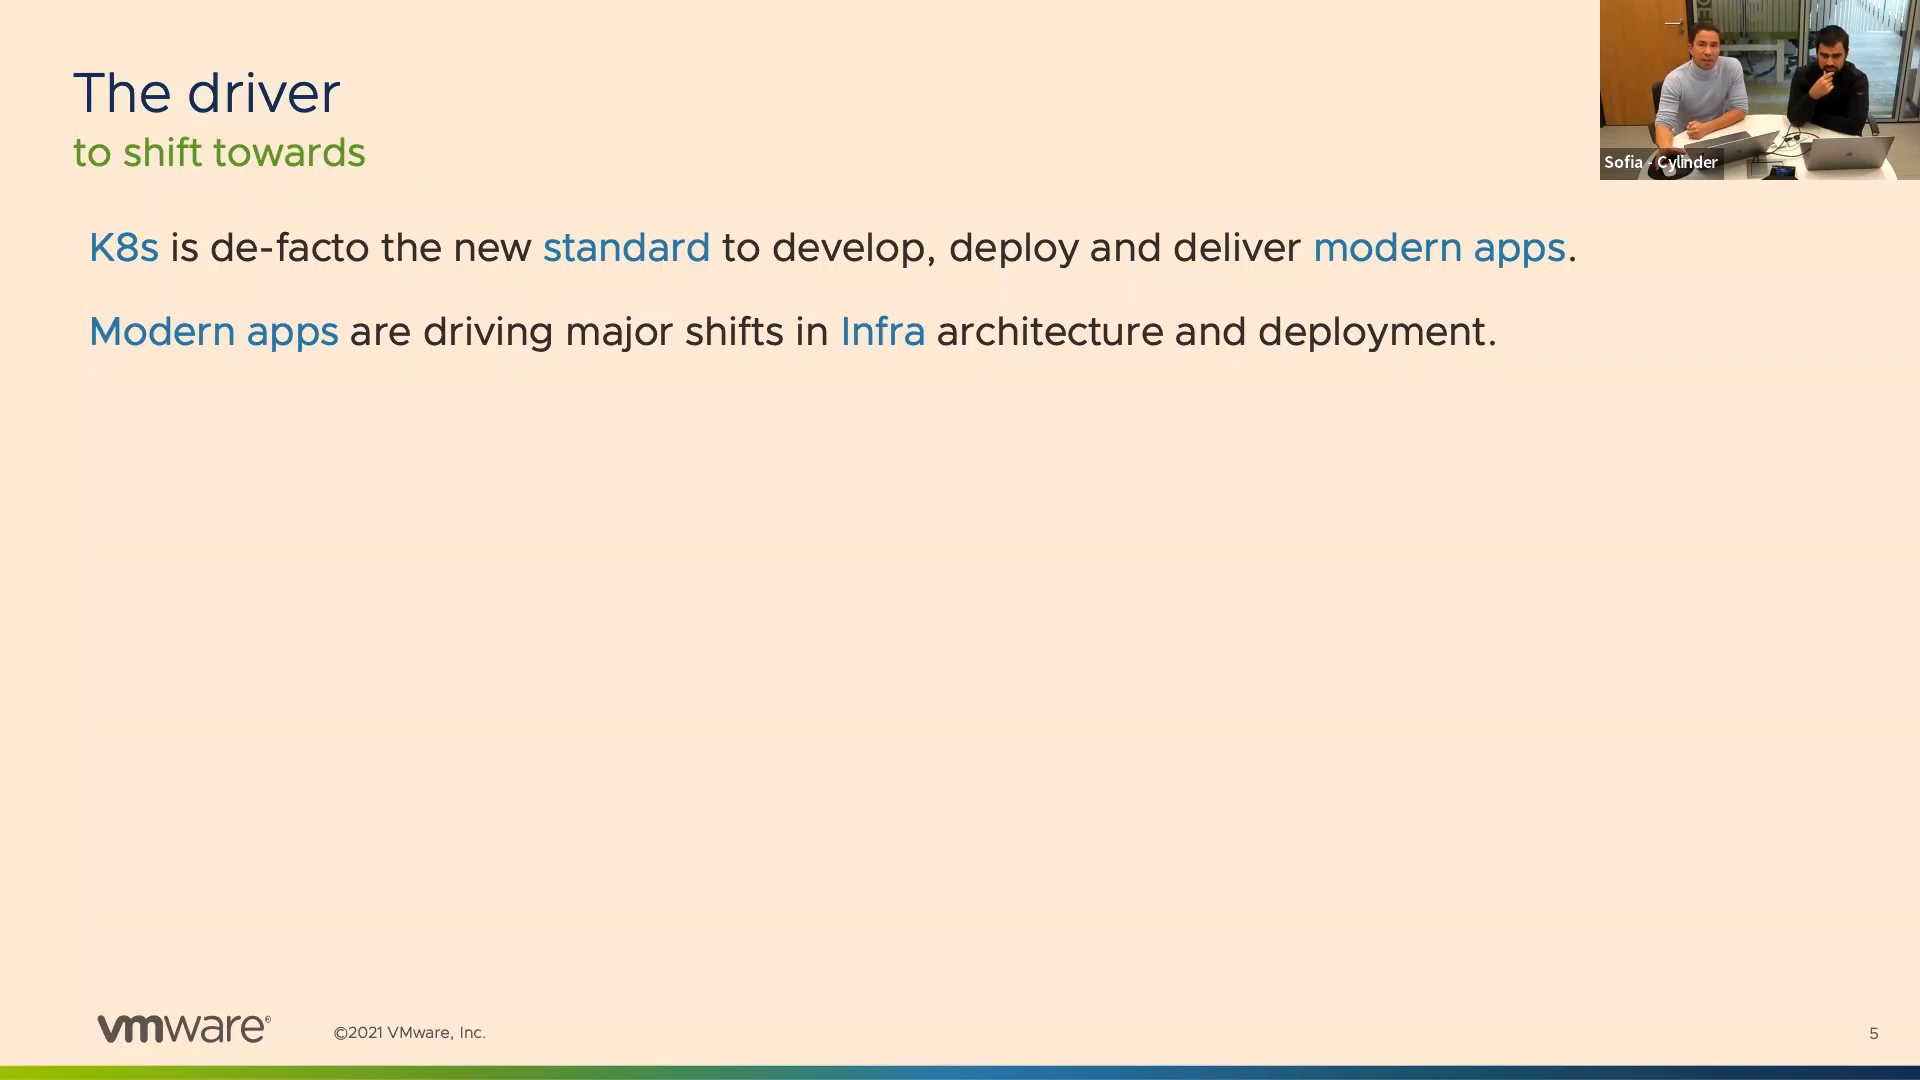 The driver
to shift towards
Sofia - Cylinder
K8s is de-facto the new standard to develop, deploy and deliver modern apps.
Modern apps are driving major shifts in Infra architecture and deployment.
vmware®
©2021 VMware, Inc.
5